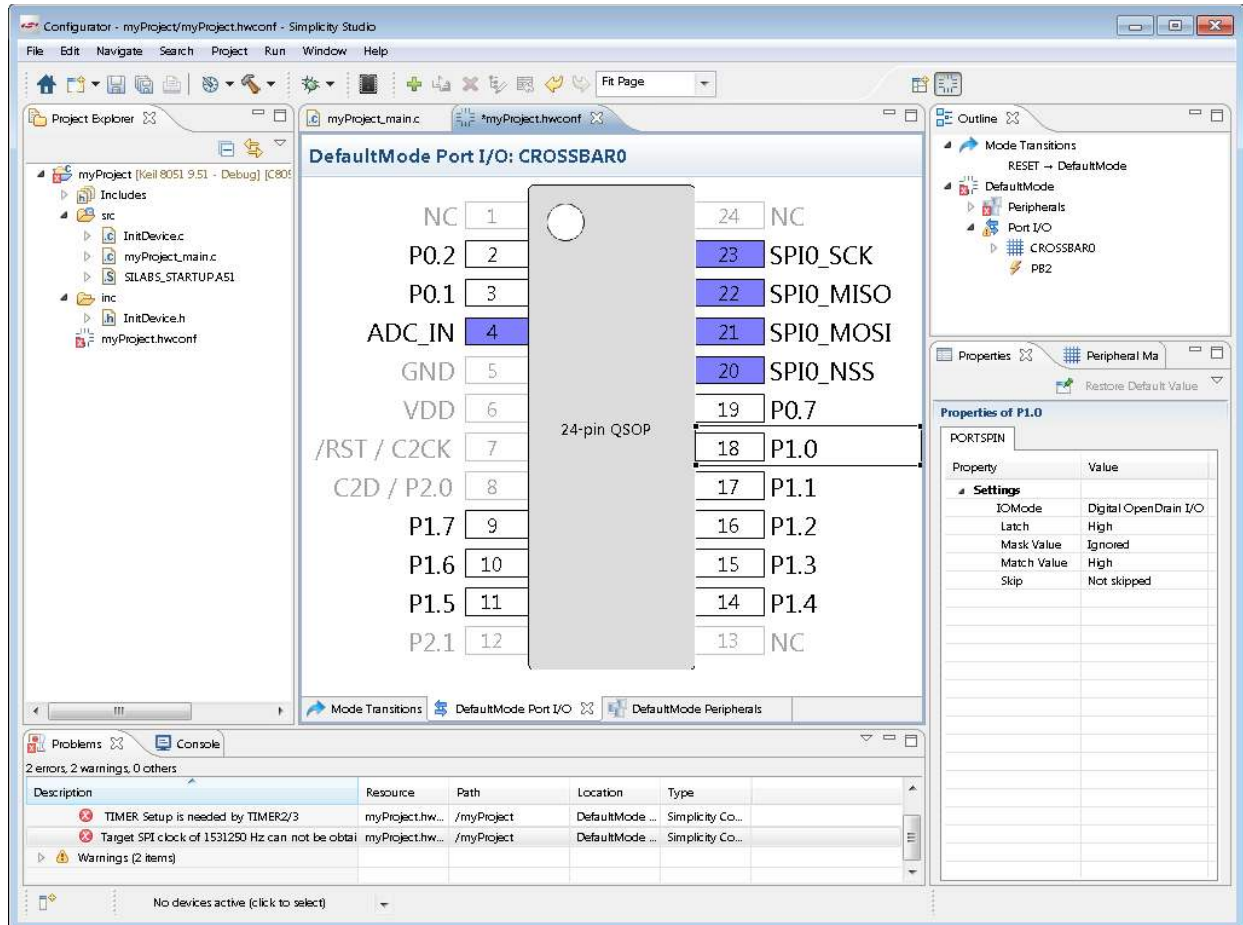 Configurator - myProject/myProject.hwconf - Simplicity Studio
File Edit Navigate Search Project Run Window Help
Fit Page
Project Explorer
myProject [Keil 8051 9.51 - Debug] [C805
Includes
src
InitDevice.c
myProject_main.c
SILABS_STARTUP.A51
inc
InitDevice.h
myProject.hwconf
myProject_main.c *myProject.hwconf
DefaultMode Port I/O: CROSSBAR0
NC 1 24 NC
P0.2 2 23 SPI0_SCK
P0.1 3 22 SPI0_MISO
ADC_IN 4 21 SPI0_MOSI
GND 5 20 SPI0_NSS
VDD 6 19 P0.7
24-pin QSOP
/RST / C2CK 7 18 P1.0
C2D / P2.0 8 17 P1.1
P1.7 9 16 P1.2
P1.6 10 15 P1.3
P1.5 11 14 P1.4
P2.1 12 13 NC
Mode Transitions DefaultMode Port I/O DefaultMode Peripherals
Outline
Mode Transitions
RESET → DefaultMode
DefaultMode
Peripherals
Port I/O
CROSSBAR0
PB2
Properties Peripheral Ma
Restore Default Value
Properties of P1.0
PORTSPIN
Property Value
Settings
IOMode Digital OpenDrain I/O
Latch High
Mask Value Ignored
Match Value High
Skip Not skipped
Problems Console
2 errors, 2 warnings, 0 others
Description Resource Path Location Type
TIMER Setup is needed by TIMER2/3 myProject.hw... /myProject DefaultMode ... Simplicity Co...
Target SPI clock of 1531250 Hz can not be obtai myProject.hw... /myProject DefaultMode ... Simplicity Co...
Warnings (2 items)
No devices active (click to select)